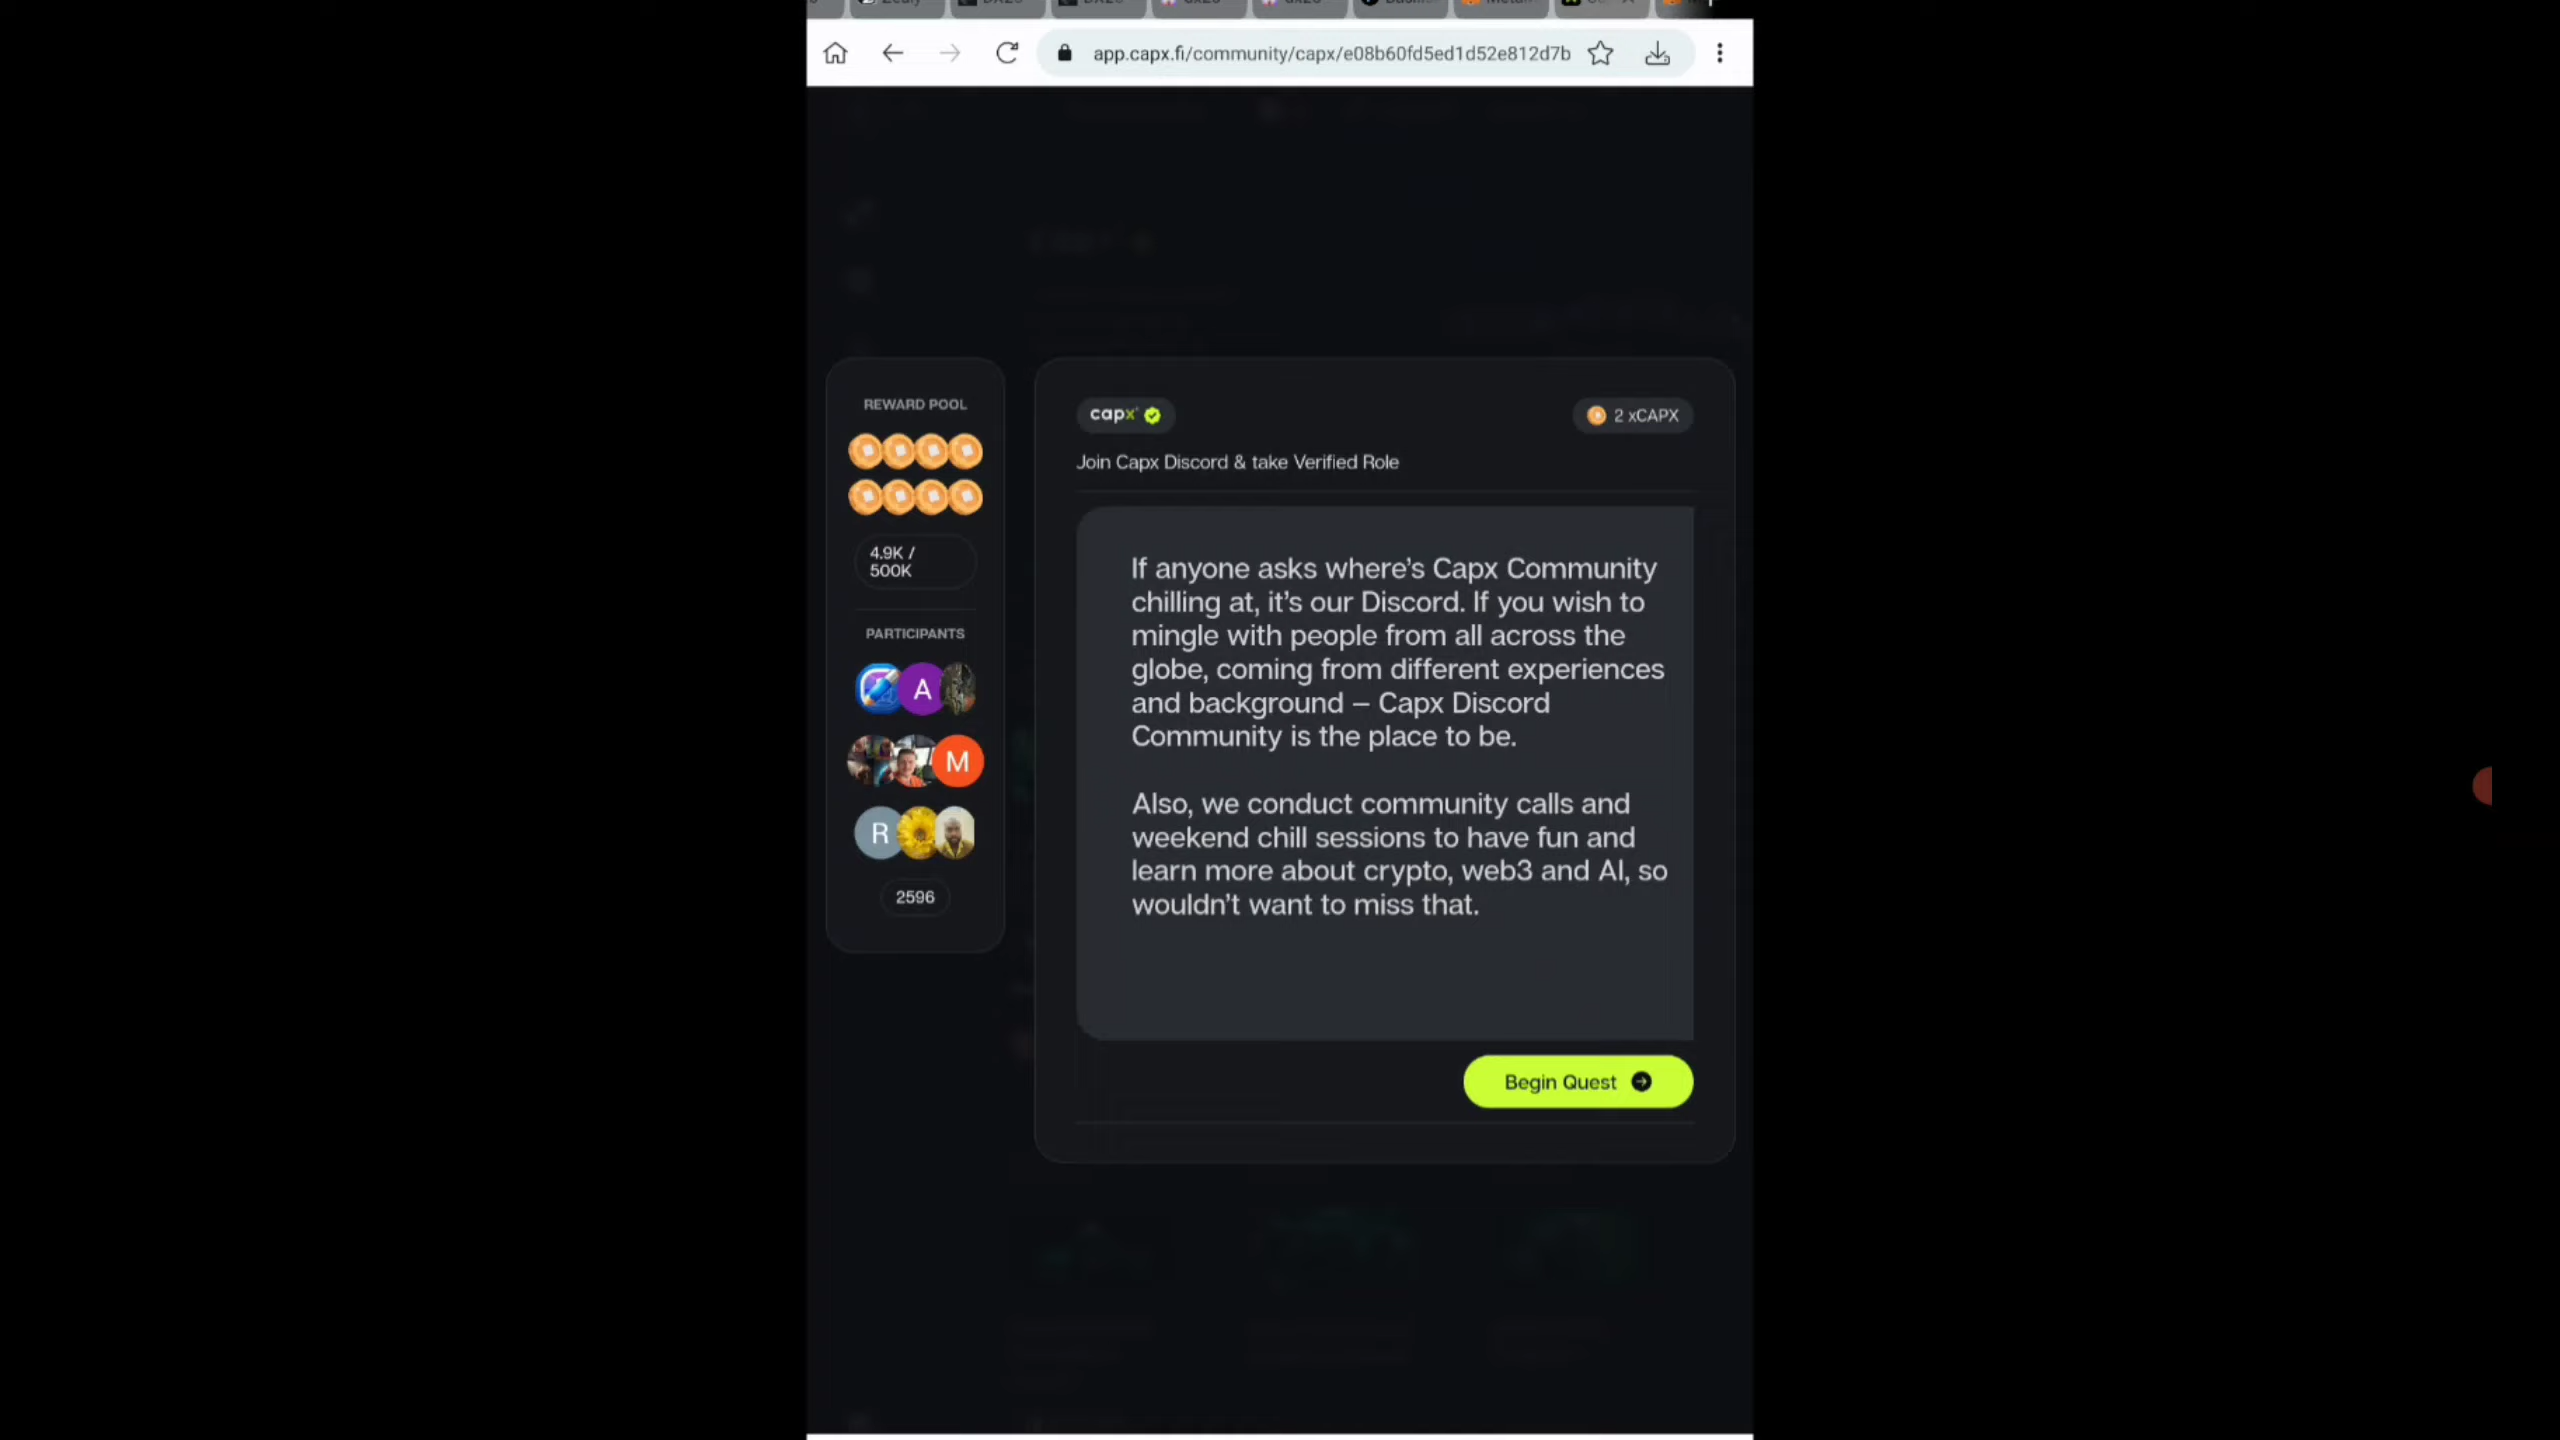 app.capx.fi/community/capx/e08b60fd5ed1d52e812d7b
REWARD POOL
4.9K /
500K
PARTICIPANTS
A
M
R
2596
capx
2 xCAPX
Join Capx Discord & take Verified Role
If anyone asks where's Capx Community
chilling at, it's our Discord. If you wish to
mingle with people from all across the
globe, coming from different experiences
and background – Capx Discord
Community is the place to be.
Also, we conduct community calls and
weekend chill sessions to have fun and
learn more about crypto, web3 and AI, so
wouldn't want to miss that.
Begin Quest